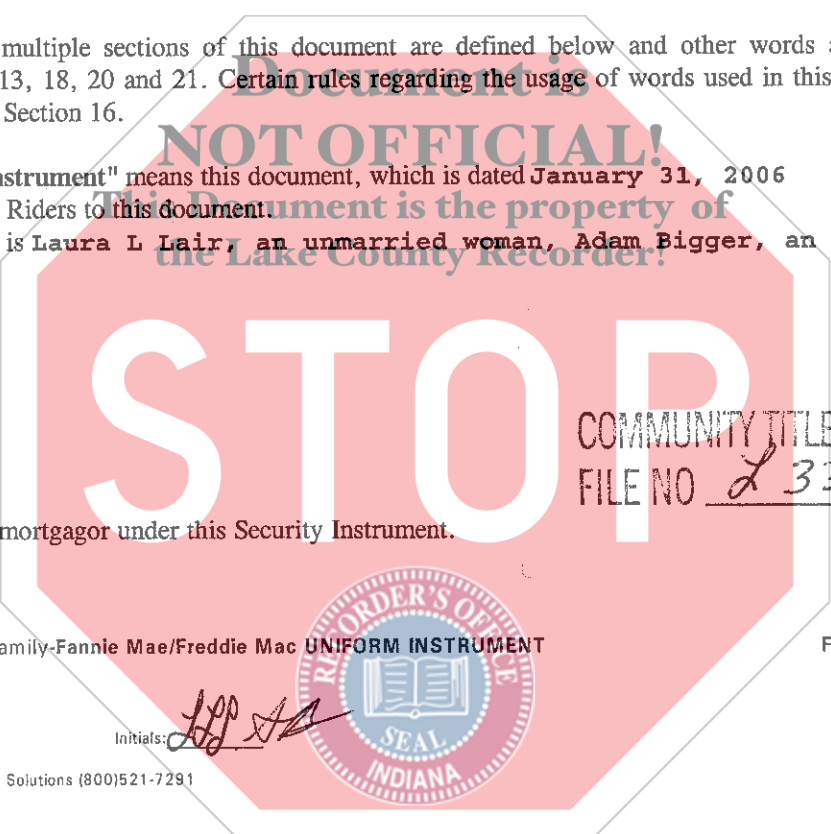 multiple sections of this document are defined below and other words
13, 18, 20 and 21. Certain rules regarding the usage of words used in this
Section 16.
Document is
NOT OFFICIAL!
nstrument" means this document, which is dated January 31, 2006
Riders to this document.
This Document is the property of
is Laura L Lair, an unmarried woman, Adam Bigger, an
the Lake County Recorder!
STOP
COMMUNITY TITLE
FILE NO L 33
mortgagor under this Security Instrument.
RECORDER'S OFFICE
amily-Fannie Mae/Freddie Mac UNIFORM INSTRUMENT F
Initials: LLL AB
SEAL
INDIANA
Solutions (800)521-7291